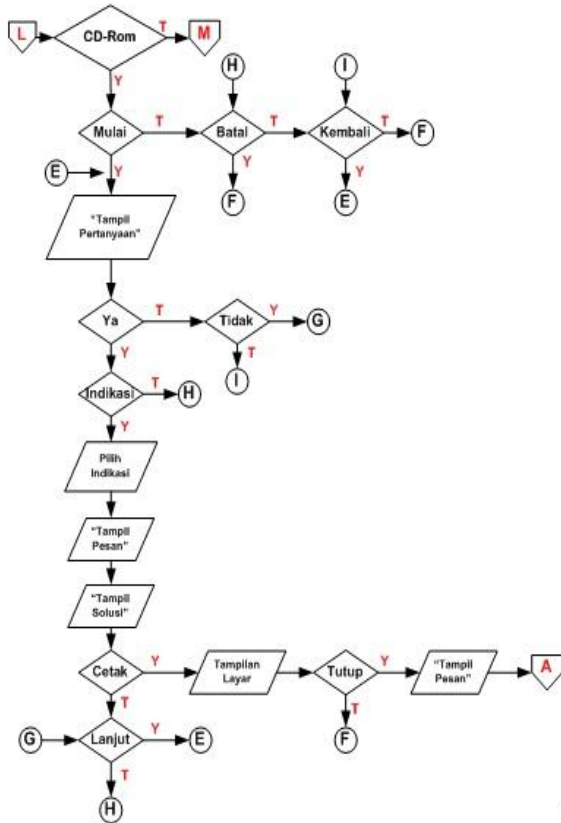 L
CD-Rom
T
M
Y
H
I
Mulai
T
Batal
T
Kembali
T
F
E
Y
Y
Y
F
E
"Tampil
Pertanyaan"
Ya
T
Tidak
Y
G
Y
T
I
Indikasi
T
H
Y
Pilih
Indikasi
"Tampil
Pesan"
"Tampil
Solusi"
Cetak
Y
Tampilan
Layar
Tutup
Y
"Tampil
Pesan"
A
T
T
G
Lanjut
Y
E
F
T
H